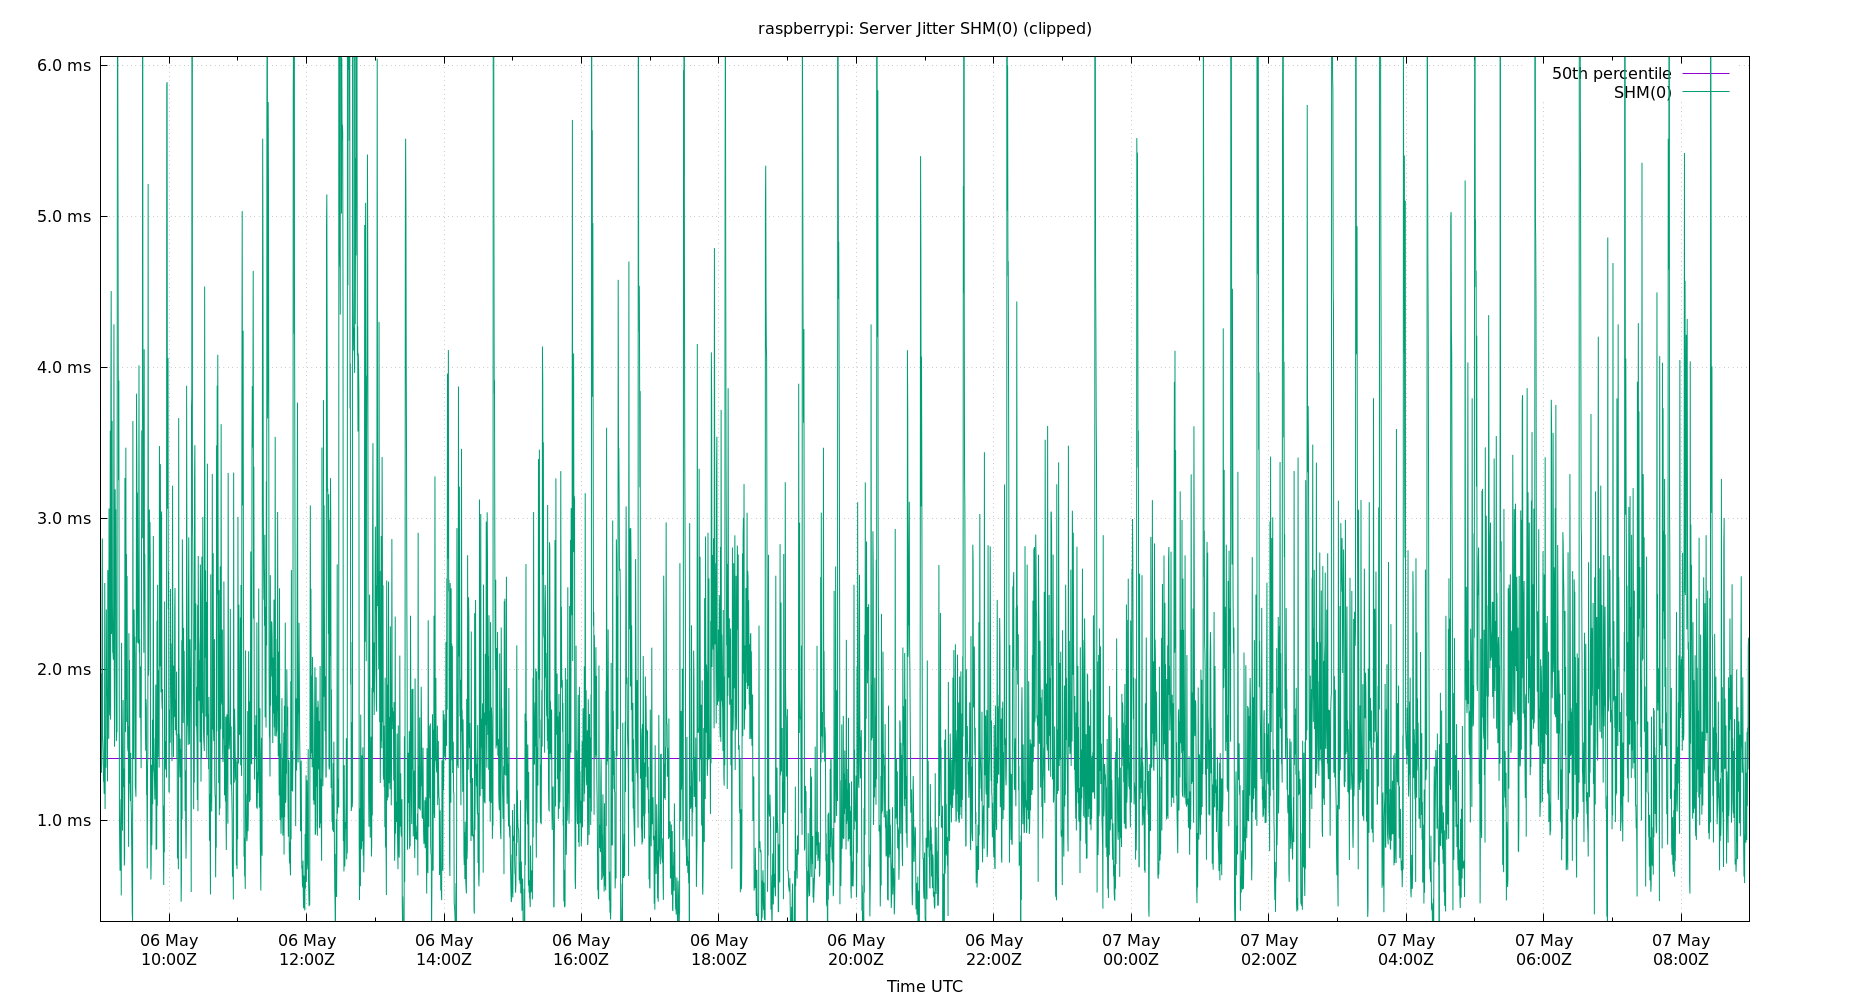 raspberrypi: Server Jitter SHM(0) (clipped)
6.0 ms
5.0 ms
4.0 ms
3.0 ms
2.0 ms
1.0 ms
50th percentile
SHM(0)
06 May 06 May 06 May 06 May 06 May 06 May 06 May 07 May 07 May 07 May 07 May 07 May
10:00Z 12:00Z 14:00Z 16:00Z 18:00Z 20:00Z 22:00Z 00:00Z 02:00Z 04:00Z 06:00Z 08:00Z
Time UTC